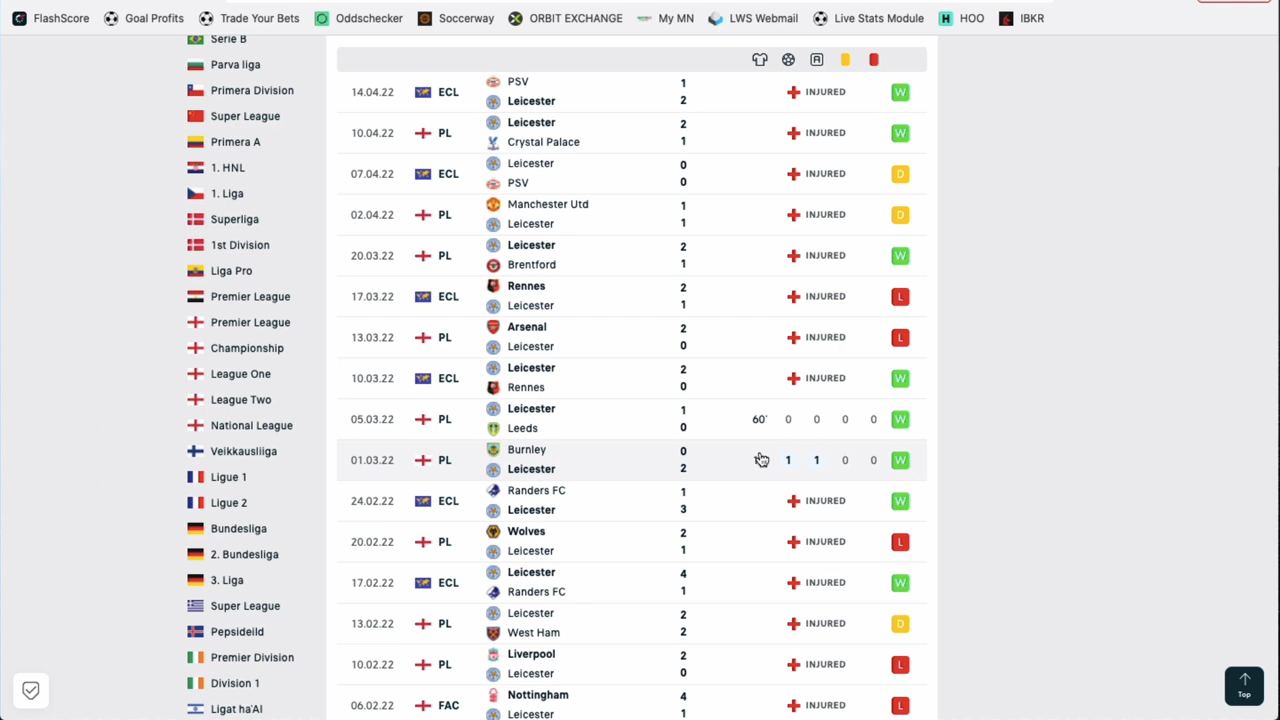 FlashScore Goal Profits Trade Your Bets Oddschecker Soccerway ORBIT EXCHANGE My MN LWS Webmail Live Stats Module HOO IBKR
Serie B
Parva liga
Primera Division
Super League
Primera A
1. HNL
1. Liga
Superliga
1st Division
Liga Pro
Premier League
Premier League
Championship
League One
League Two
National League
Veikkausliiga
Ligue 1
Ligue 2
Bundesliga
2. Bundesliga
3. Liga
Super League
Pepsideild
Premier Division
Division 1
Ligat ha'Al
14.04.22 ECL PSV 1
Leicester 2
INJURED W
10.04.22 PL Leicester 2
Crystal Palace 1
INJURED W
07.04.22 ECL Leicester 0
PSV 0
INJURED D
02.04.22 PL Manchester Utd 1
Leicester 1
INJURED D
20.03.22 PL Leicester 2
Brentford 1
INJURED W
17.03.22 ECL Rennes 2
Leicester 1
INJURED L
13.03.22 PL Arsenal 2
Leicester 0
INJURED L
10.03.22 ECL Leicester 2
Rennes 0
INJURED W
05.03.22 PL Leicester 1
Leeds 0
60' 0 0 0 0 W
01.03.22 PL Burnley 0
Leicester 2
1 1 0 0 W
24.02.22 ECL Randers FC 1
Leicester 3
INJURED W
20.02.22 PL Wolves 2
Leicester 1
INJURED L
17.02.22 ECL Leicester 4
Randers FC 1
INJURED W
13.02.22 PL Leicester 2
West Ham 2
INJURED D
10.02.22 PL Liverpool 2
Leicester 0
INJURED L
06.02.22 FAC Nottingham 4
Leicester 1
INJURED L
Top